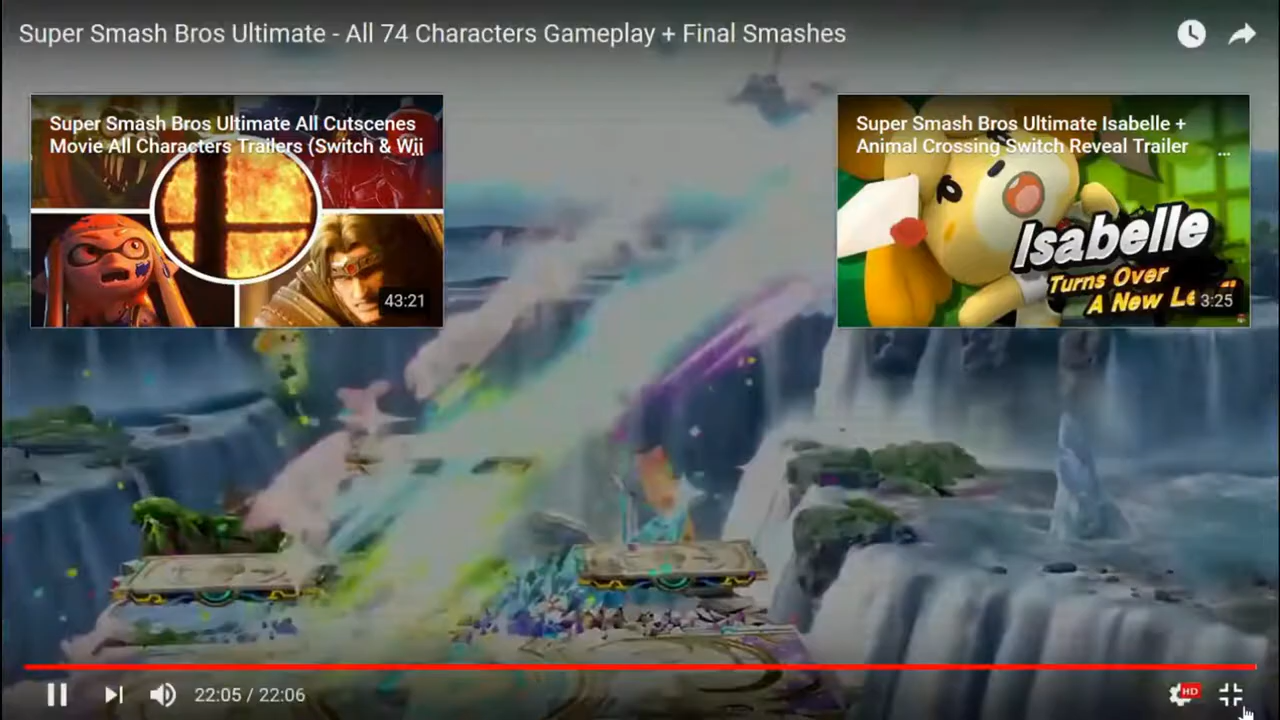 Super Smash Bros Ultimate - All 74 Characters Gameplay + Final Smashes
Super Smash Bros Ultimate All Cutscenes
Movie All Characters Trailers (Switch & Wii
...
43:21
Super Smash Bros Ultimate Isabelle +
Animal Crossing Switch Reveal Trailer
...
Isabelle
Turns Over
A New
3:25
22:05 / 22:06
HD